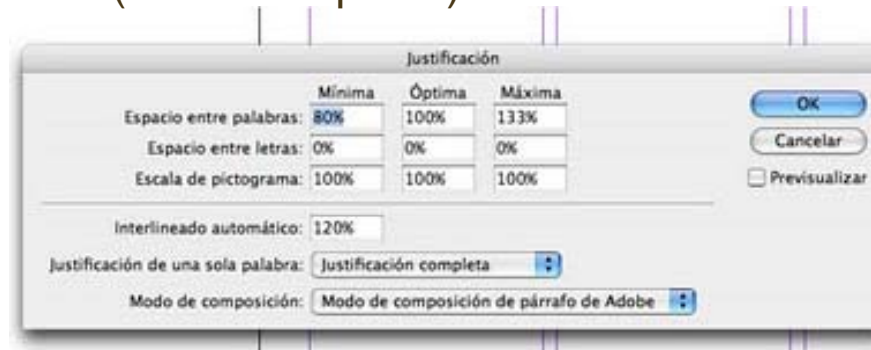 Justificación
Mínima Óptima Máxima
Espacio entre palabras: 80% 100% 133%
Espacio entre letras: 0% 0% 0%
Escala de pictograma: 100% 100% 100%
OK
Cancelar
Previsualizar
Interlineado automático: 120%
Justificación de una sola palabra: Justificación completa
Modo de composición: Modo de composición de párrafo de Adobe